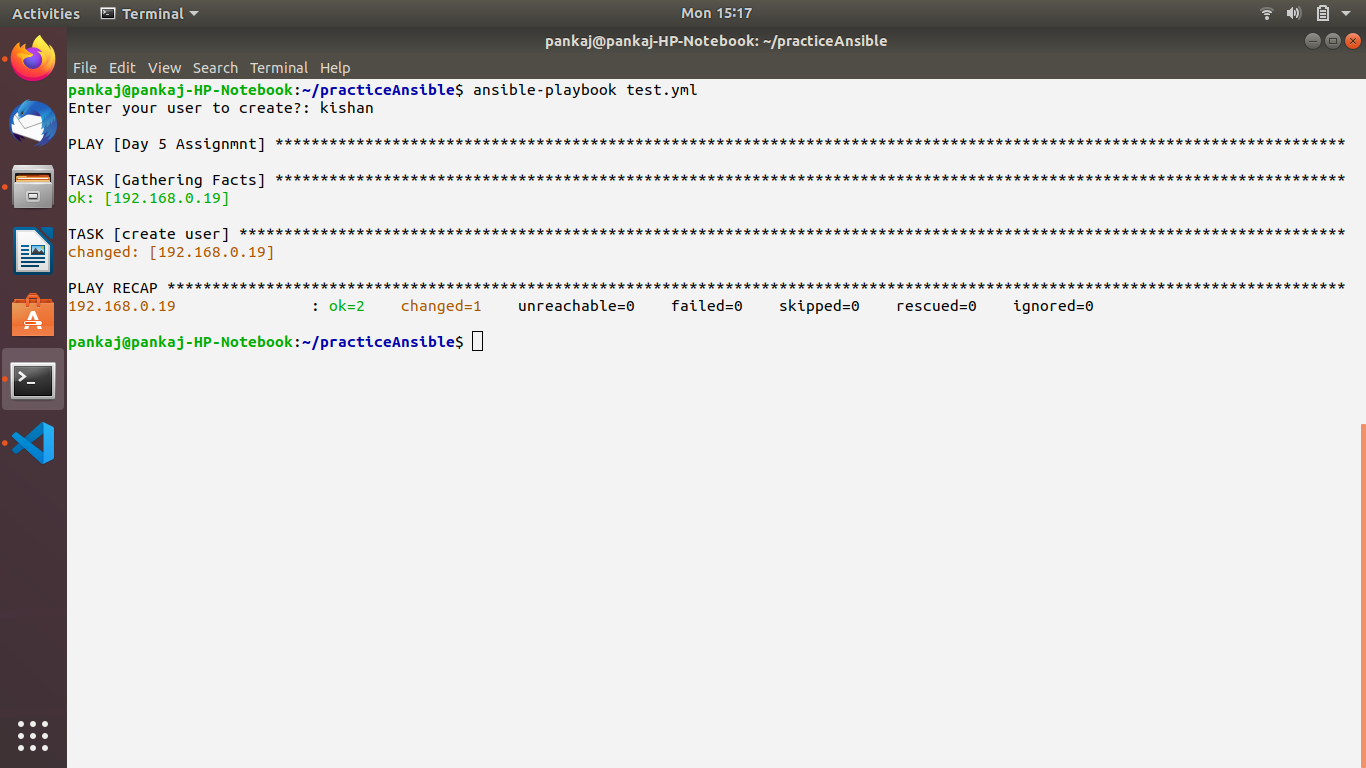 Activities Terminal Mon 15:17
pankaj@pankaj-HP-Notebook: ~/practiceAnsible
File Edit View Search Terminal Help
pankaj@pankaj-HP-Notebook:~/practiceAnsible$ ansible-playbook test.yml
Enter your user to create?: kishan
PLAY [Day 5 Assignmnt] ***********************************************************************************************************************
TASK [Gathering Facts] ***********************************************************************************************************************
ok: [192.168.0.19]
TASK [create user] ***************************************************************************************************************************
changed: [192.168.0.19]
PLAY RECAP ***********************************************************************************************************************************
192.168.0.19               : ok=2    changed=1    unreachable=0    failed=0    skipped=0    rescued=0    ignored=0
pankaj@pankaj-HP-Notebook:~/practiceAnsible$